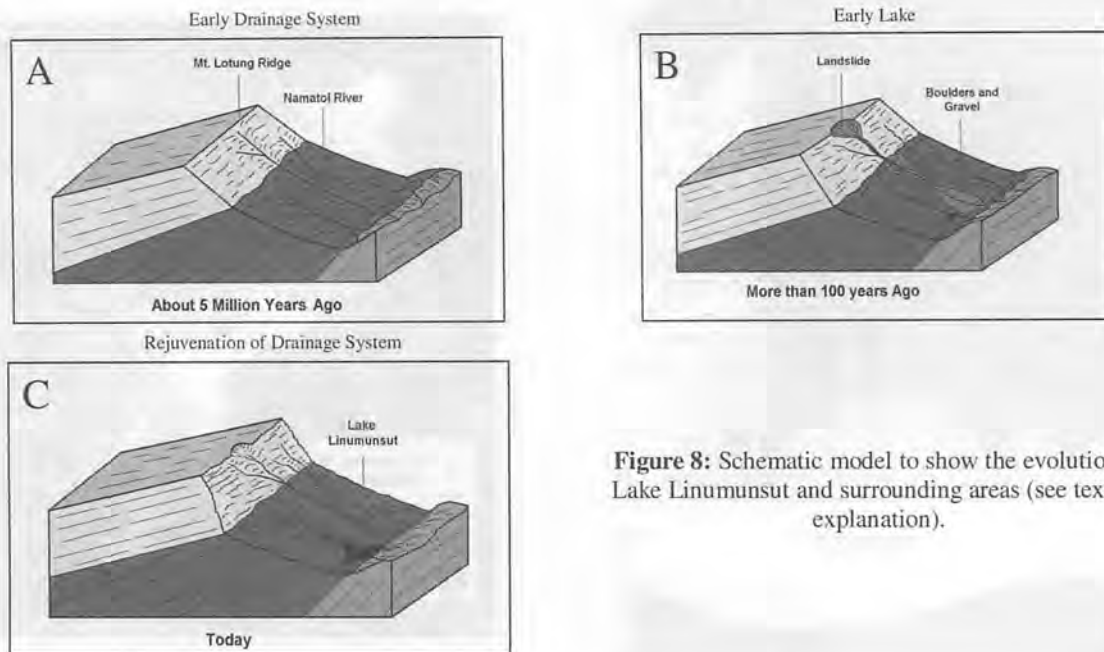 Early Drainage System
A
Mt. Lotung Ridge
Namatol River
About 5 Million Years Ago
Early Lake
B
Landslide
Boulders and
Gravel
More than 100 years Ago
Rejuvenation of Drainage System
C
Lake
Linumunsut
Today
Figure 8: Schematic model to show the evolutio
Lake Linumunsut and surrounding areas (see tex
explanation).